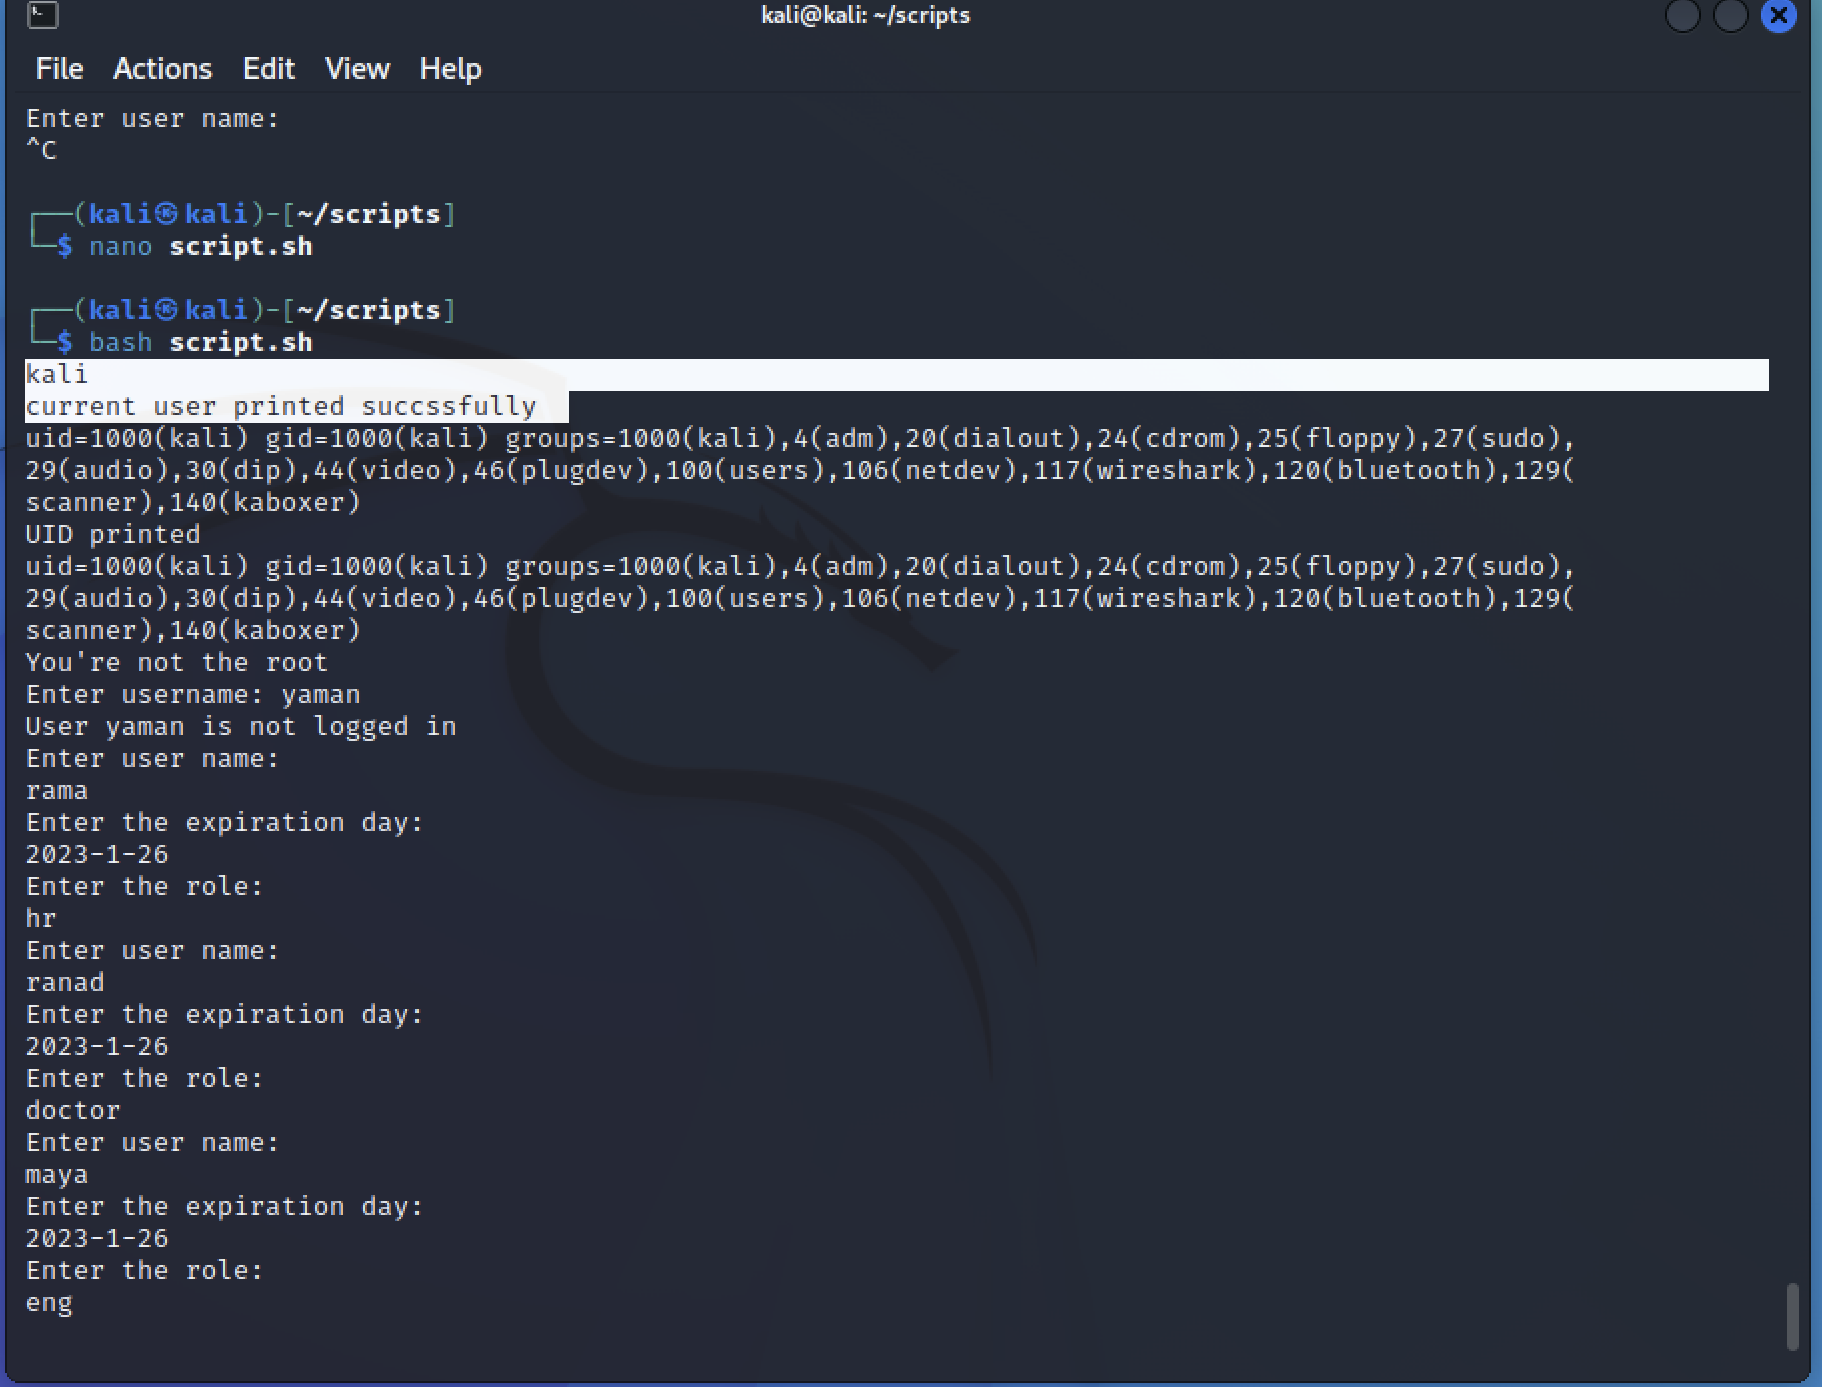 kali@kali: ~/scripts
File Actions Edit View Help
Enter user name:
^C
┌──(kali㉿kali)-[~/scripts]
└─$ nano script.sh
┌──(kali㉿kali)-[~/scripts]
└─$ bash script.sh
kali
current user printed succssfully
uid=1000(kali) gid=1000(kali) groups=1000(kali),4(adm),20(dialout),24(cdrom),25(floppy),27(sudo),
29(audio),30(dip),44(video),46(plugdev),100(users),106(netdev),117(wireshark),120(bluetooth),129(
scanner),140(kaboxer)
UID printed
uid=1000(kali) gid=1000(kali) groups=1000(kali),4(adm),20(dialout),24(cdrom),25(floppy),27(sudo),
29(audio),30(dip),44(video),46(plugdev),100(users),106(netdev),117(wireshark),120(bluetooth),129(
scanner),140(kaboxer)
You're not the root
Enter username: yaman
User yaman is not logged in
Enter user name:
rama
Enter the expiration day:
2023-1-26
Enter the role:
hr
Enter user name:
ranad
Enter the expiration day:
2023-1-26
Enter the role:
doctor
Enter user name:
maya
Enter the expiration day:
2023-1-26
Enter the role:
eng